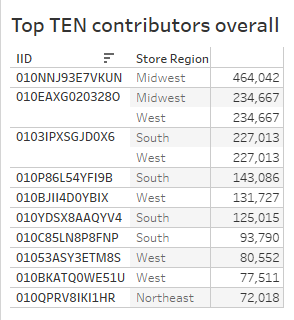 Top TEN contributors overall
IID Store Region
010NNJ93E7VKUN Midwest 464,042
010EAXG020328O Midwest 234,667
West 234,667
0103IPXSGJD0X6 South 227,013
West 227,013
010P86L54YFI9B South 143,086
010BJII4D0YBIX West 131,727
010YDSX8AAQYV4 South 125,015
010C85LN8P8FNP South 93,790
01053ASY3ETM8S West 80,552
010BKATQ0WE51U West 77,511
010QPRV8IKI1HR Northeast 72,018